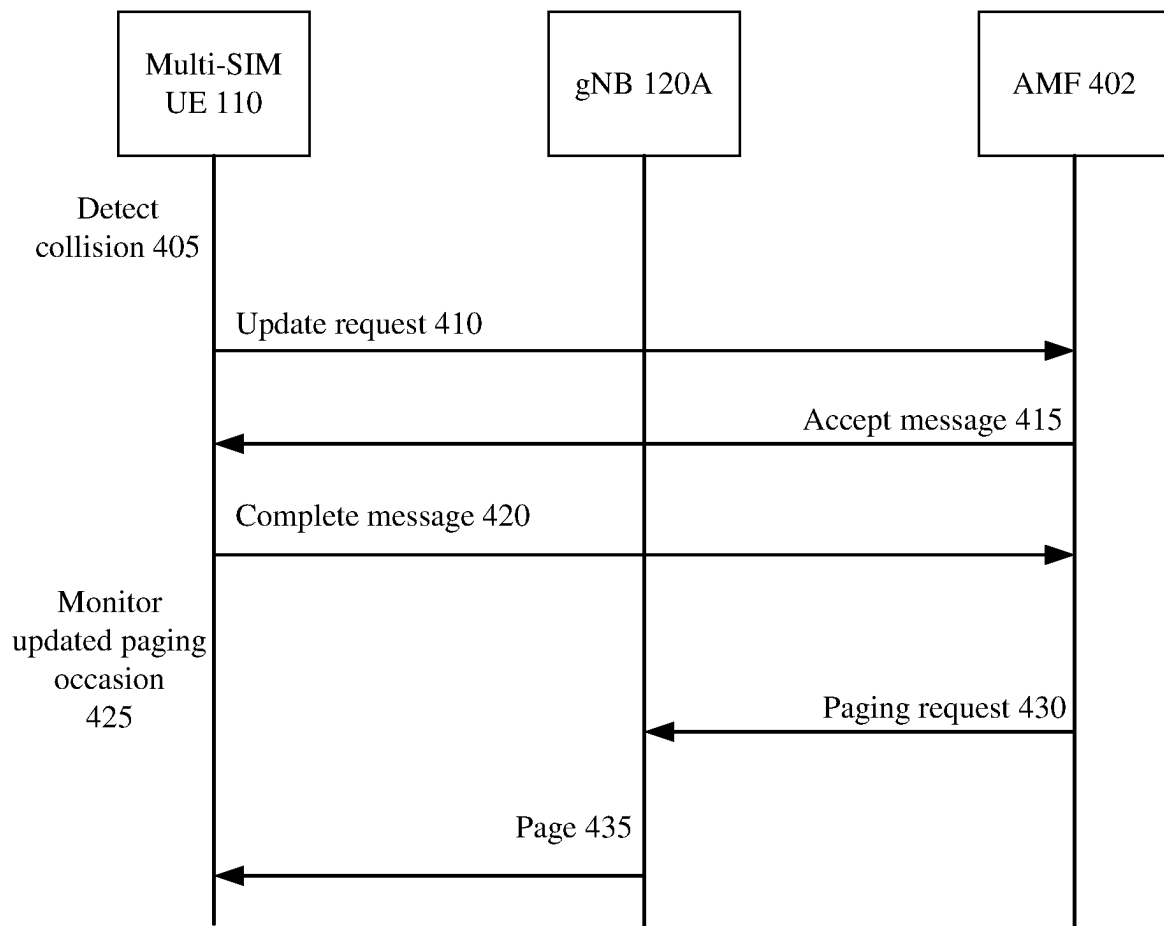 Multi-SIM
UE 110
gNB 120A
AMF 402
Detect
collision 405
Update request 410
Accept message 415
Complete message 420
Monitor
updated paging
occasion
425
Paging request 430
Page 435